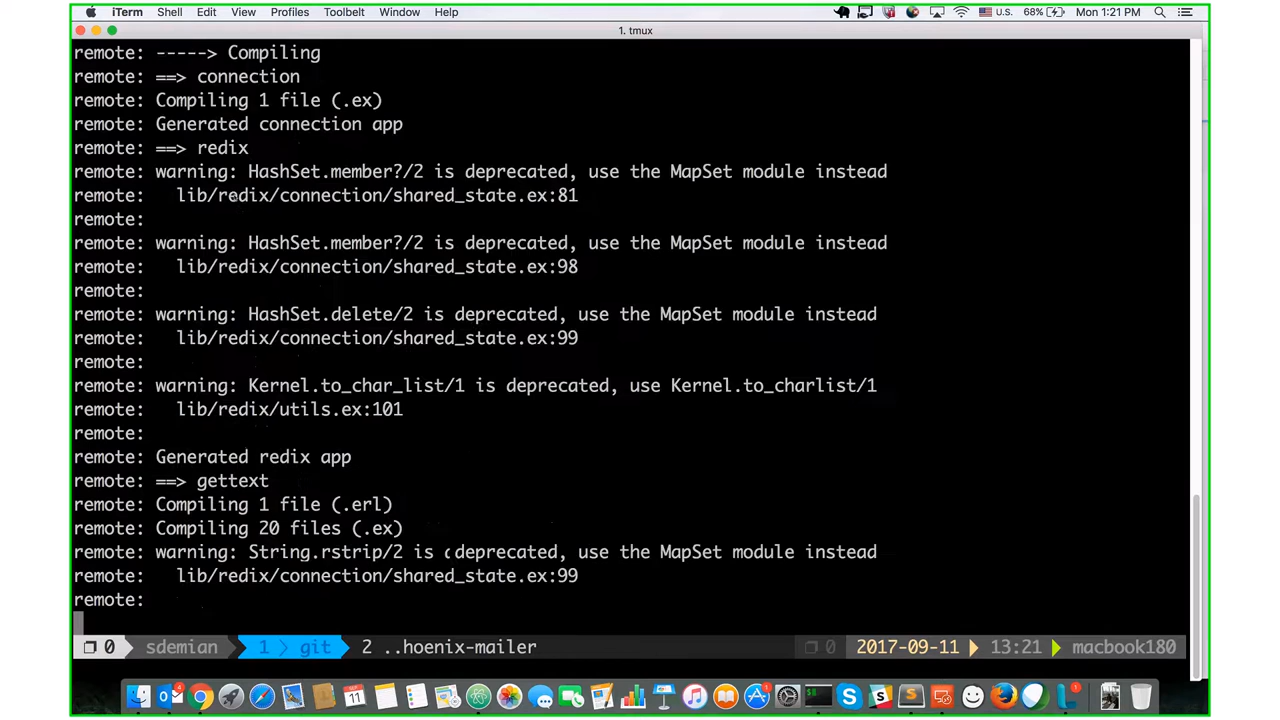 iTerm Shell Edit View Profiles Toolbelt Window Help U.S. 68% Mon 1:21 PM
1. tmux
remote: -----> Compiling
remote: ==> connection
remote: Compiling 1 file (.ex)
remote: Generated connection app
remote: ==> redix
remote: warning: HashSet.member?/2 is deprecated, use the MapSet module instead
remote: lib/redix/connection/shared_state.ex:81
remote:
remote: warning: HashSet.member?/2 is deprecated, use the MapSet module instead
remote: lib/redix/connection/shared_state.ex:98
remote:
remote: warning: HashSet.delete/2 is deprecated, use the MapSet module instead
remote: lib/redix/connection/shared_state.ex:99
remote:
remote: warning: Kernel.to_char_list/1 is deprecated, use Kernel.to_charlist/1
remote: lib/redix/utils.ex:101
remote:
remote: Generated redix app
remote: ==> gettext
remote: Compiling 1 file (.erl)
remote: Compiling 20 files (.ex)
remote: warning: String.rstrip/2 is deprecated, use the MapSet module instead
remote: lib/redix/connection/shared_state.ex:99
remote:
0 sdemian 1 git 2 ..hoenix-mailer 0 2017-09-11 13:21 macbook180